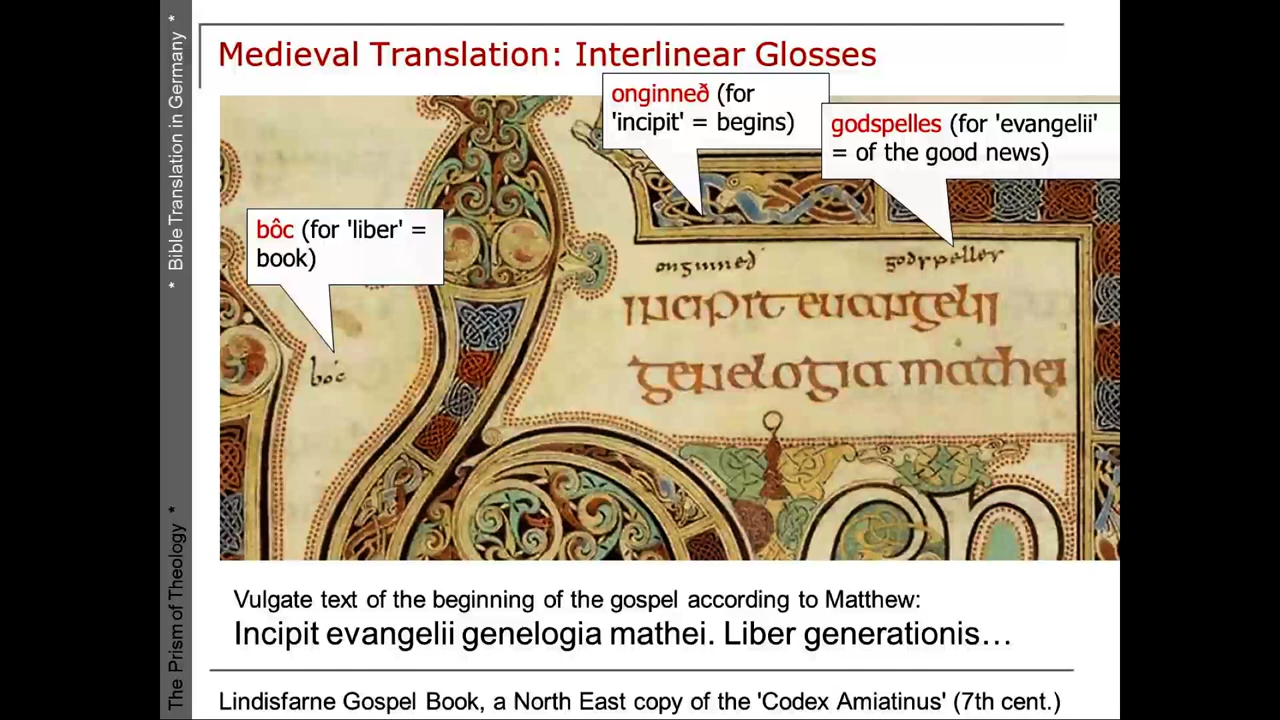 * Bible Translation in Germany *
The Prism of Theology *
Medieval Translation: Interlinear Glosses
onginneð (for
'incipit' = begins)
godspelles (for 'evangelii'
= of the good news)
bôc (for 'liber' =
book)
onginneð godspelles
incipit euangelii
boc
genelogia mathei
Vulgate text of the beginning of the gospel according to Matthew:
Incipit evangelii genelogia mathei. Liber generationis…
Lindisfarne Gospel Book, a North East copy of the 'Codex Amiatinus' (7th cent.)